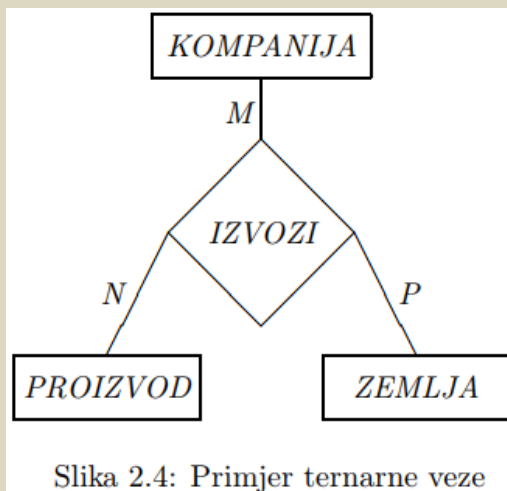 KOMPANIJA
M
IZVOZI
N
P
PROIZVOD
ZEMLJA
Slika 2.4: Primjer ternarne veze